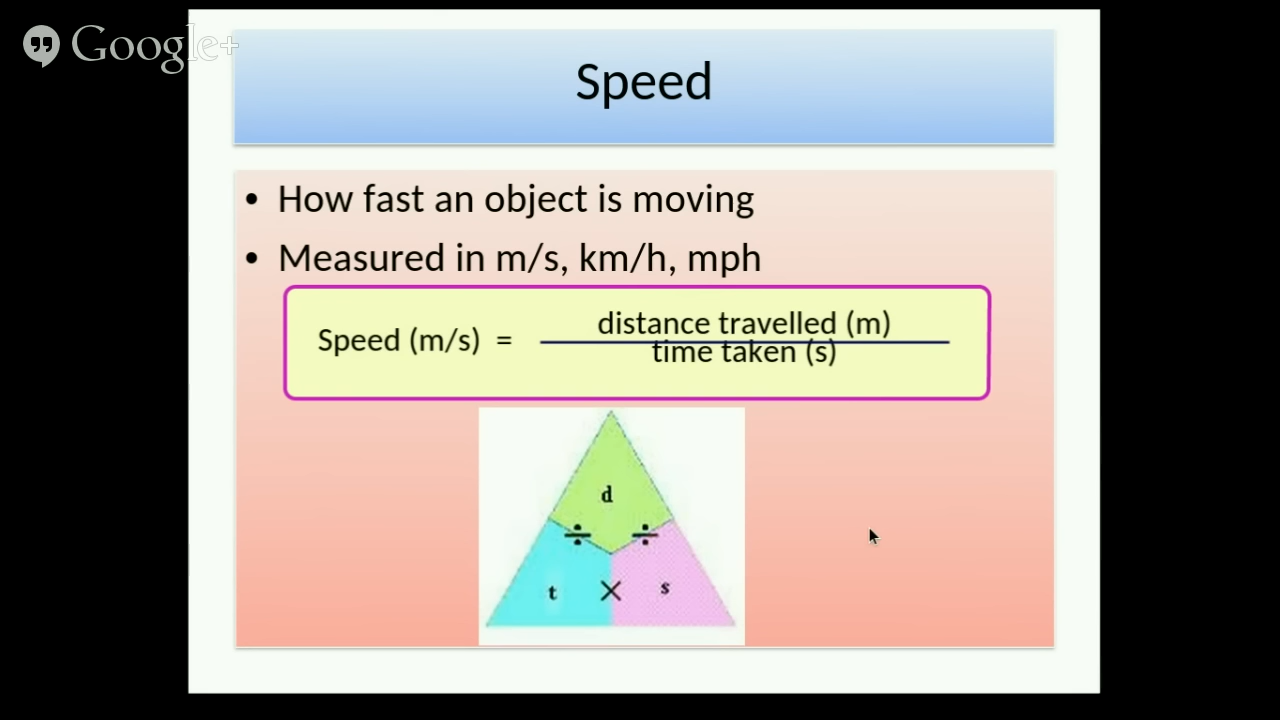 Google+
Speed
• How fast an object is moving
• Measured in m/s, km/h, mph
Speed (m/s) = distance travelled (m)
time taken (s)
d
÷ ÷
t × s